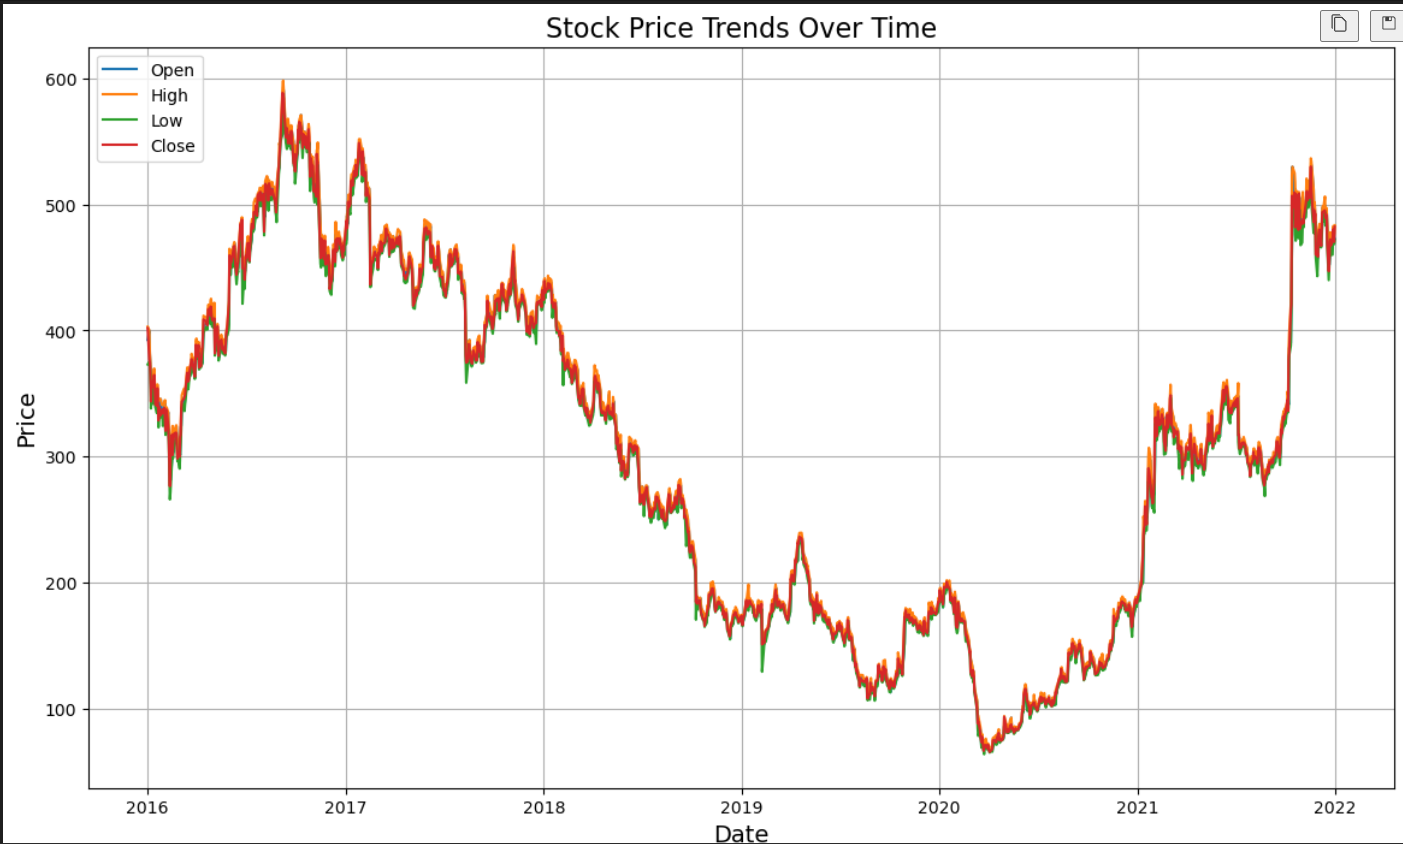 Stock Price Trends Over Time
Open
High
Low
Close
600
500
400
300
200
100
Price
2016 2017 2018 2019 2020 2021 2022
Date